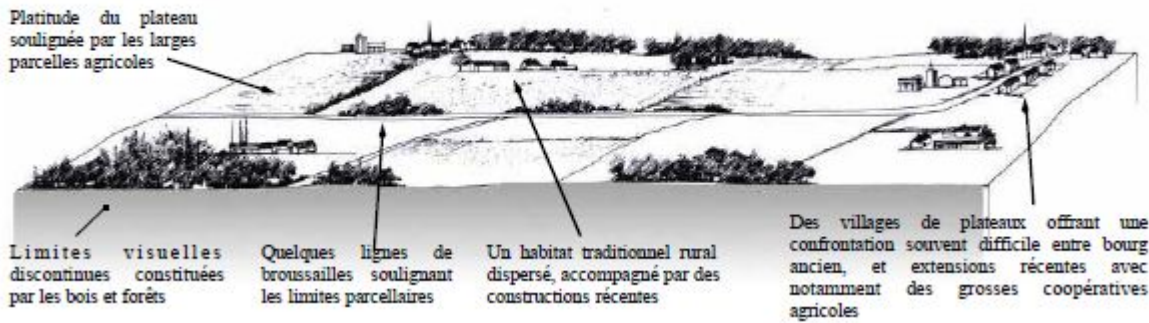 Platitude du plateau
soulignée par les larges
parcelles agricoles
Limites visuelles
discontinues constituées
par les bois et forêts
Quelques lignes de
broussailles soulignant
les limites parcellaires
Un habitat traditionnel rural
dispersé, accompagné par des
constructions récentes
Des villages de plateaux offrant une
confrontation souvent difficile entre bourg
ancien, et extensions récentes avec
notamment des grosses coopératives
agricoles